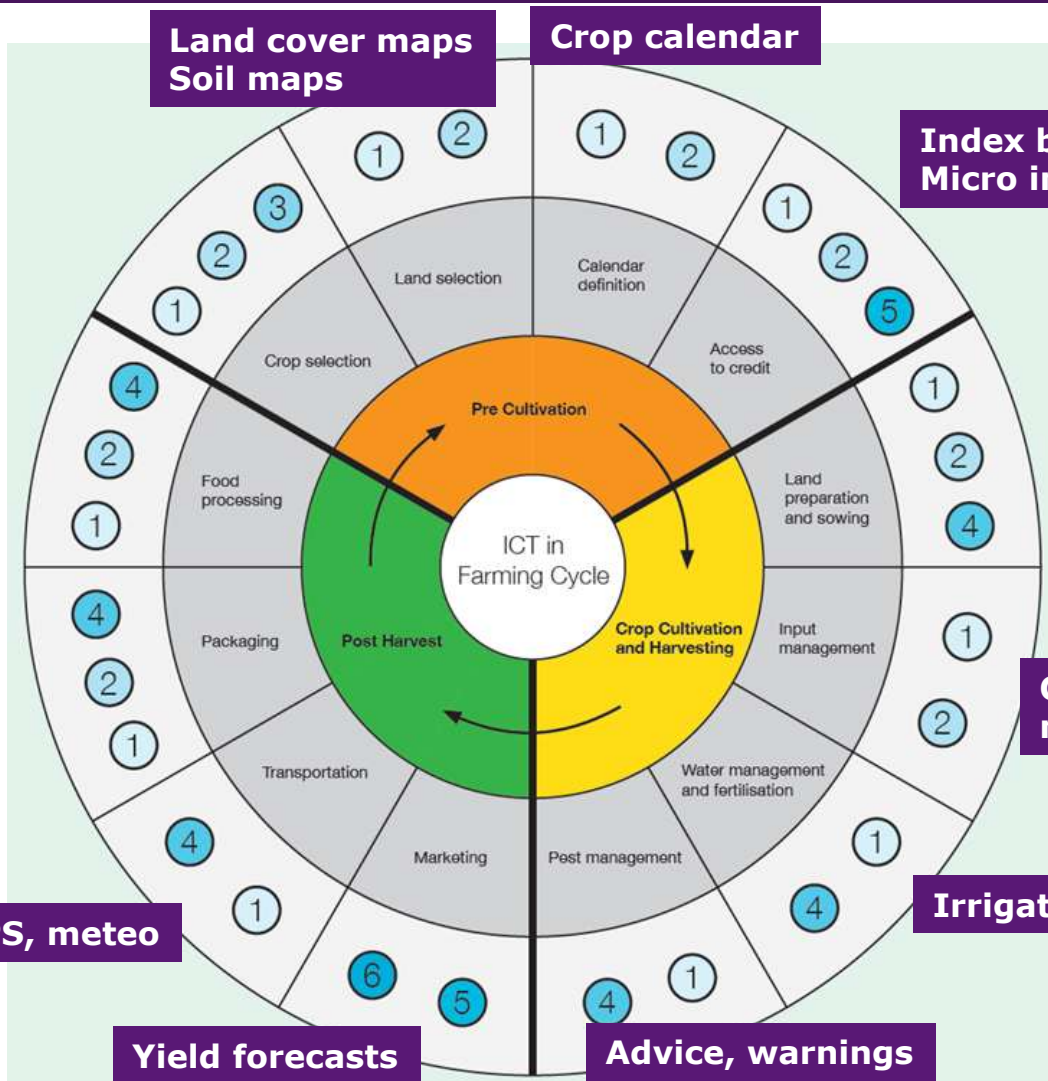 Land cover maps
Soil maps
Crop calendar
Index
Micro
1
2
1
2
1
2
5
1
2
3
Land selection
Calendar
definition
Crop selection
Access
to credit
Pre Cultivation
4
2
1
Food
processing
Land
preparation
and sowing
1
2
4
ICT in
Farming Cycle
4
2
1
Packaging
Post Harvest
Crop Cultivation
and Harvesting
Input
management
1
2
Transportation
Water management
and fertilisation
Marketing
Pest management
4
1
1
4
S, meteo
6
5
4
1
Yield forecasts
Advice, warnings